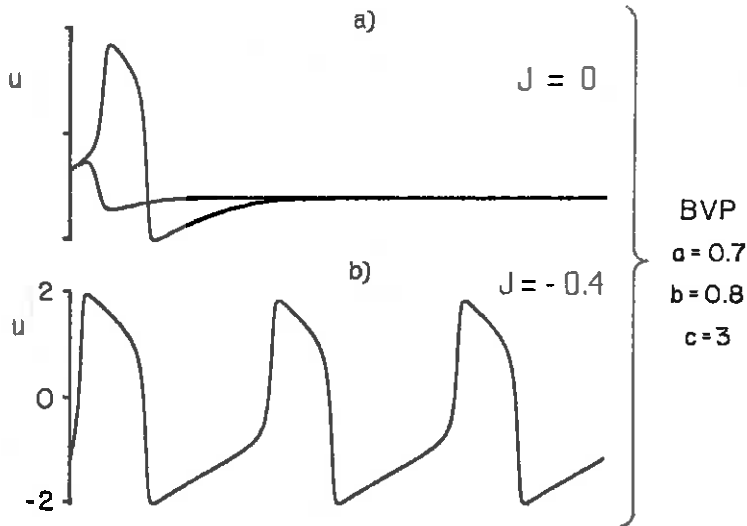 a)
u
J = 0
BVP
a = 0.7
b = 0.8
c = 3
b)
J = - 0.4
u
2
0
-2